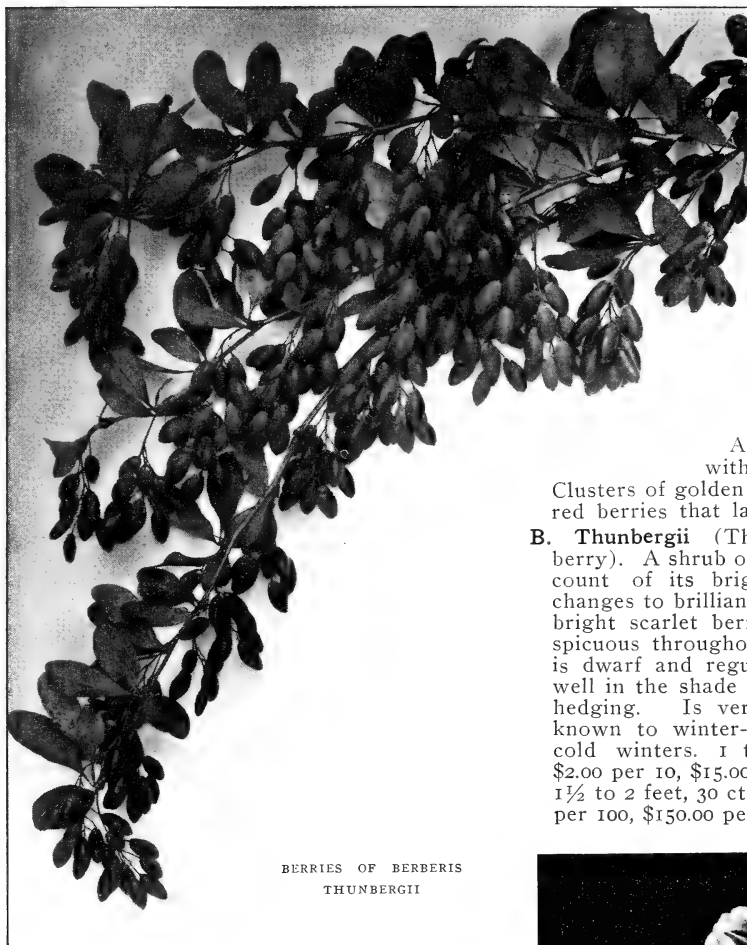 A
with
Clusters of golden
red berries that la
B. Thunbergii (Th
berry). A shrub o
count of its brig
changes to brillian
bright scarlet berr
spicuous througho
is dwarf and regu
well in the shade
hedging. Is ver
known to winter-
cold winters. 1 t
$2.00 per 10, $15.00
1½ to 2 feet, 30 ct
per 100, $150.00 pe
BERRIES OF BERBERIS
THUNBERGII